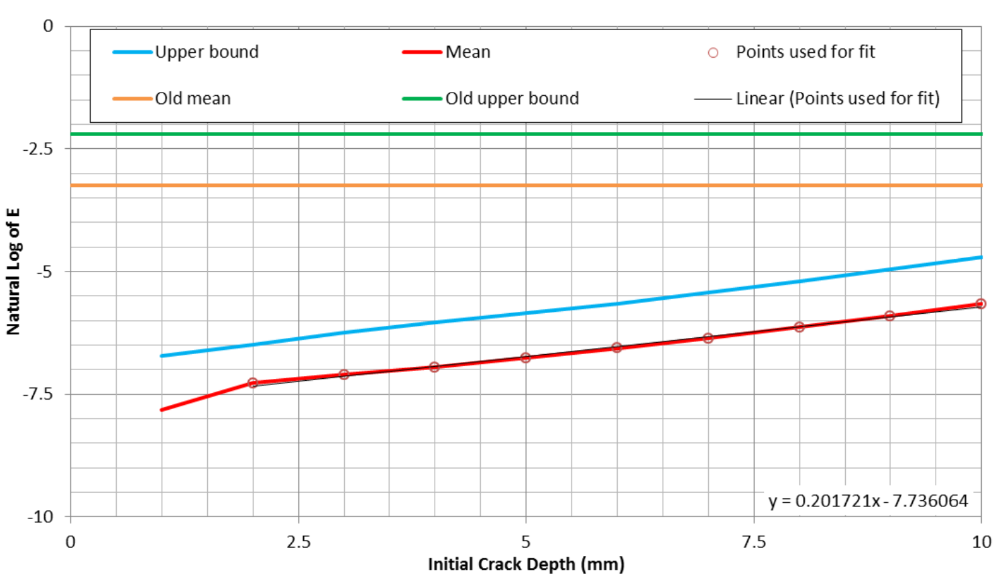 0
Upper bound
Mean
Points used for fit
Old mean
Old upper bound
Linear (Points used for fit)
-2.5
-5
-7.5
-10
Natural Log of E
y = 0.201721x - 7.736064
0
2.5
5
7.5
10
Initial Crack Depth (mm)